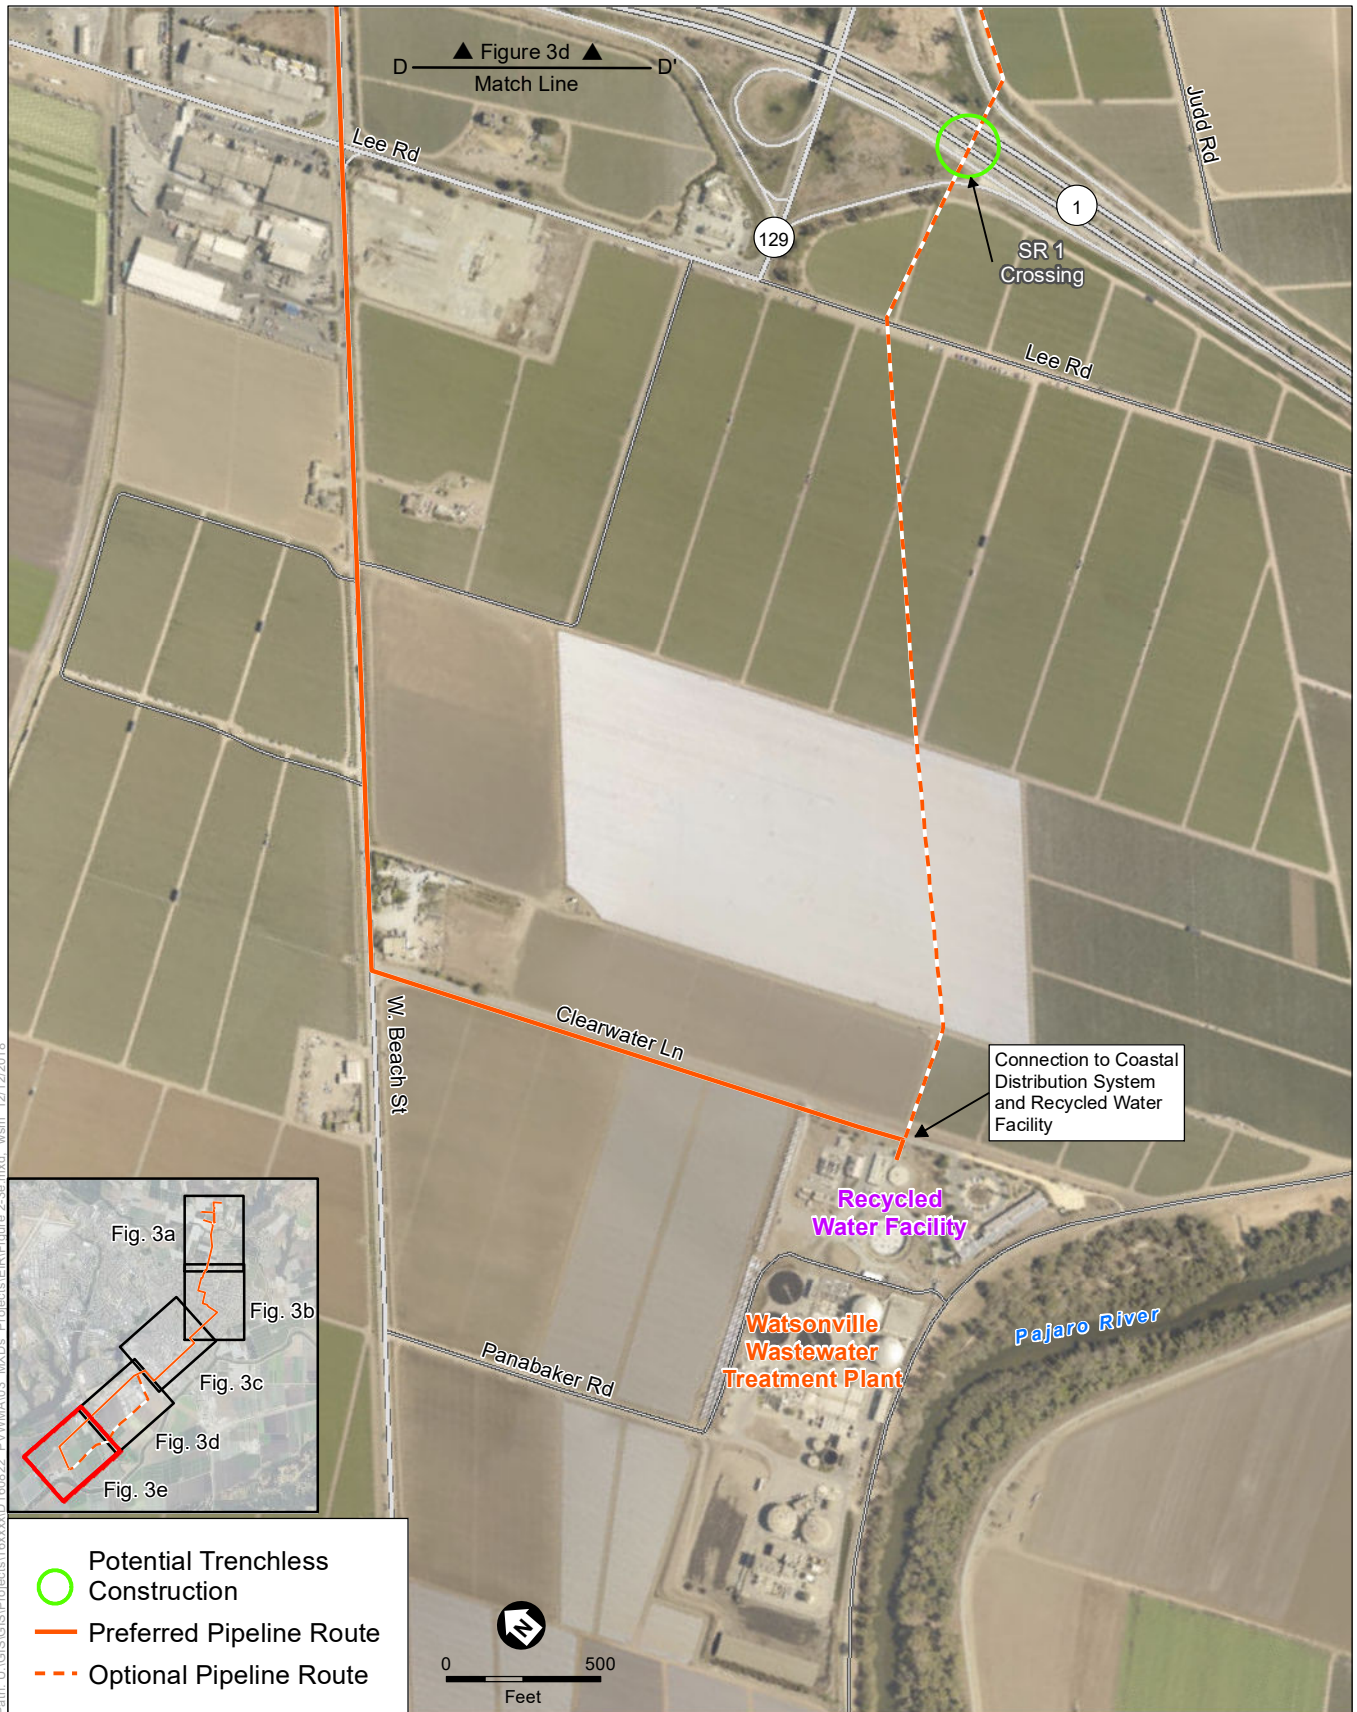 ▲ Figure 3d ▲
D D'
Match Line
Judd Rd
Lee Rd
1
129
SR 1
Crossing
Lee Rd
W. Beach St
Clearwater Ln
Connection to Coastal
Distribution System
and Recycled Water
Facility
Recycled
Water Facility
Pajaro River
Watsonville
Wastewater
Treatment Plant
Panabaker Rd
Fig. 3a
Fig. 3b
Fig. 3c
Fig. 3d
Fig. 3e
Potential Trenchless
Construction
Preferred Pipeline Route
Optional Pipeline Route
N
0 500
Feet